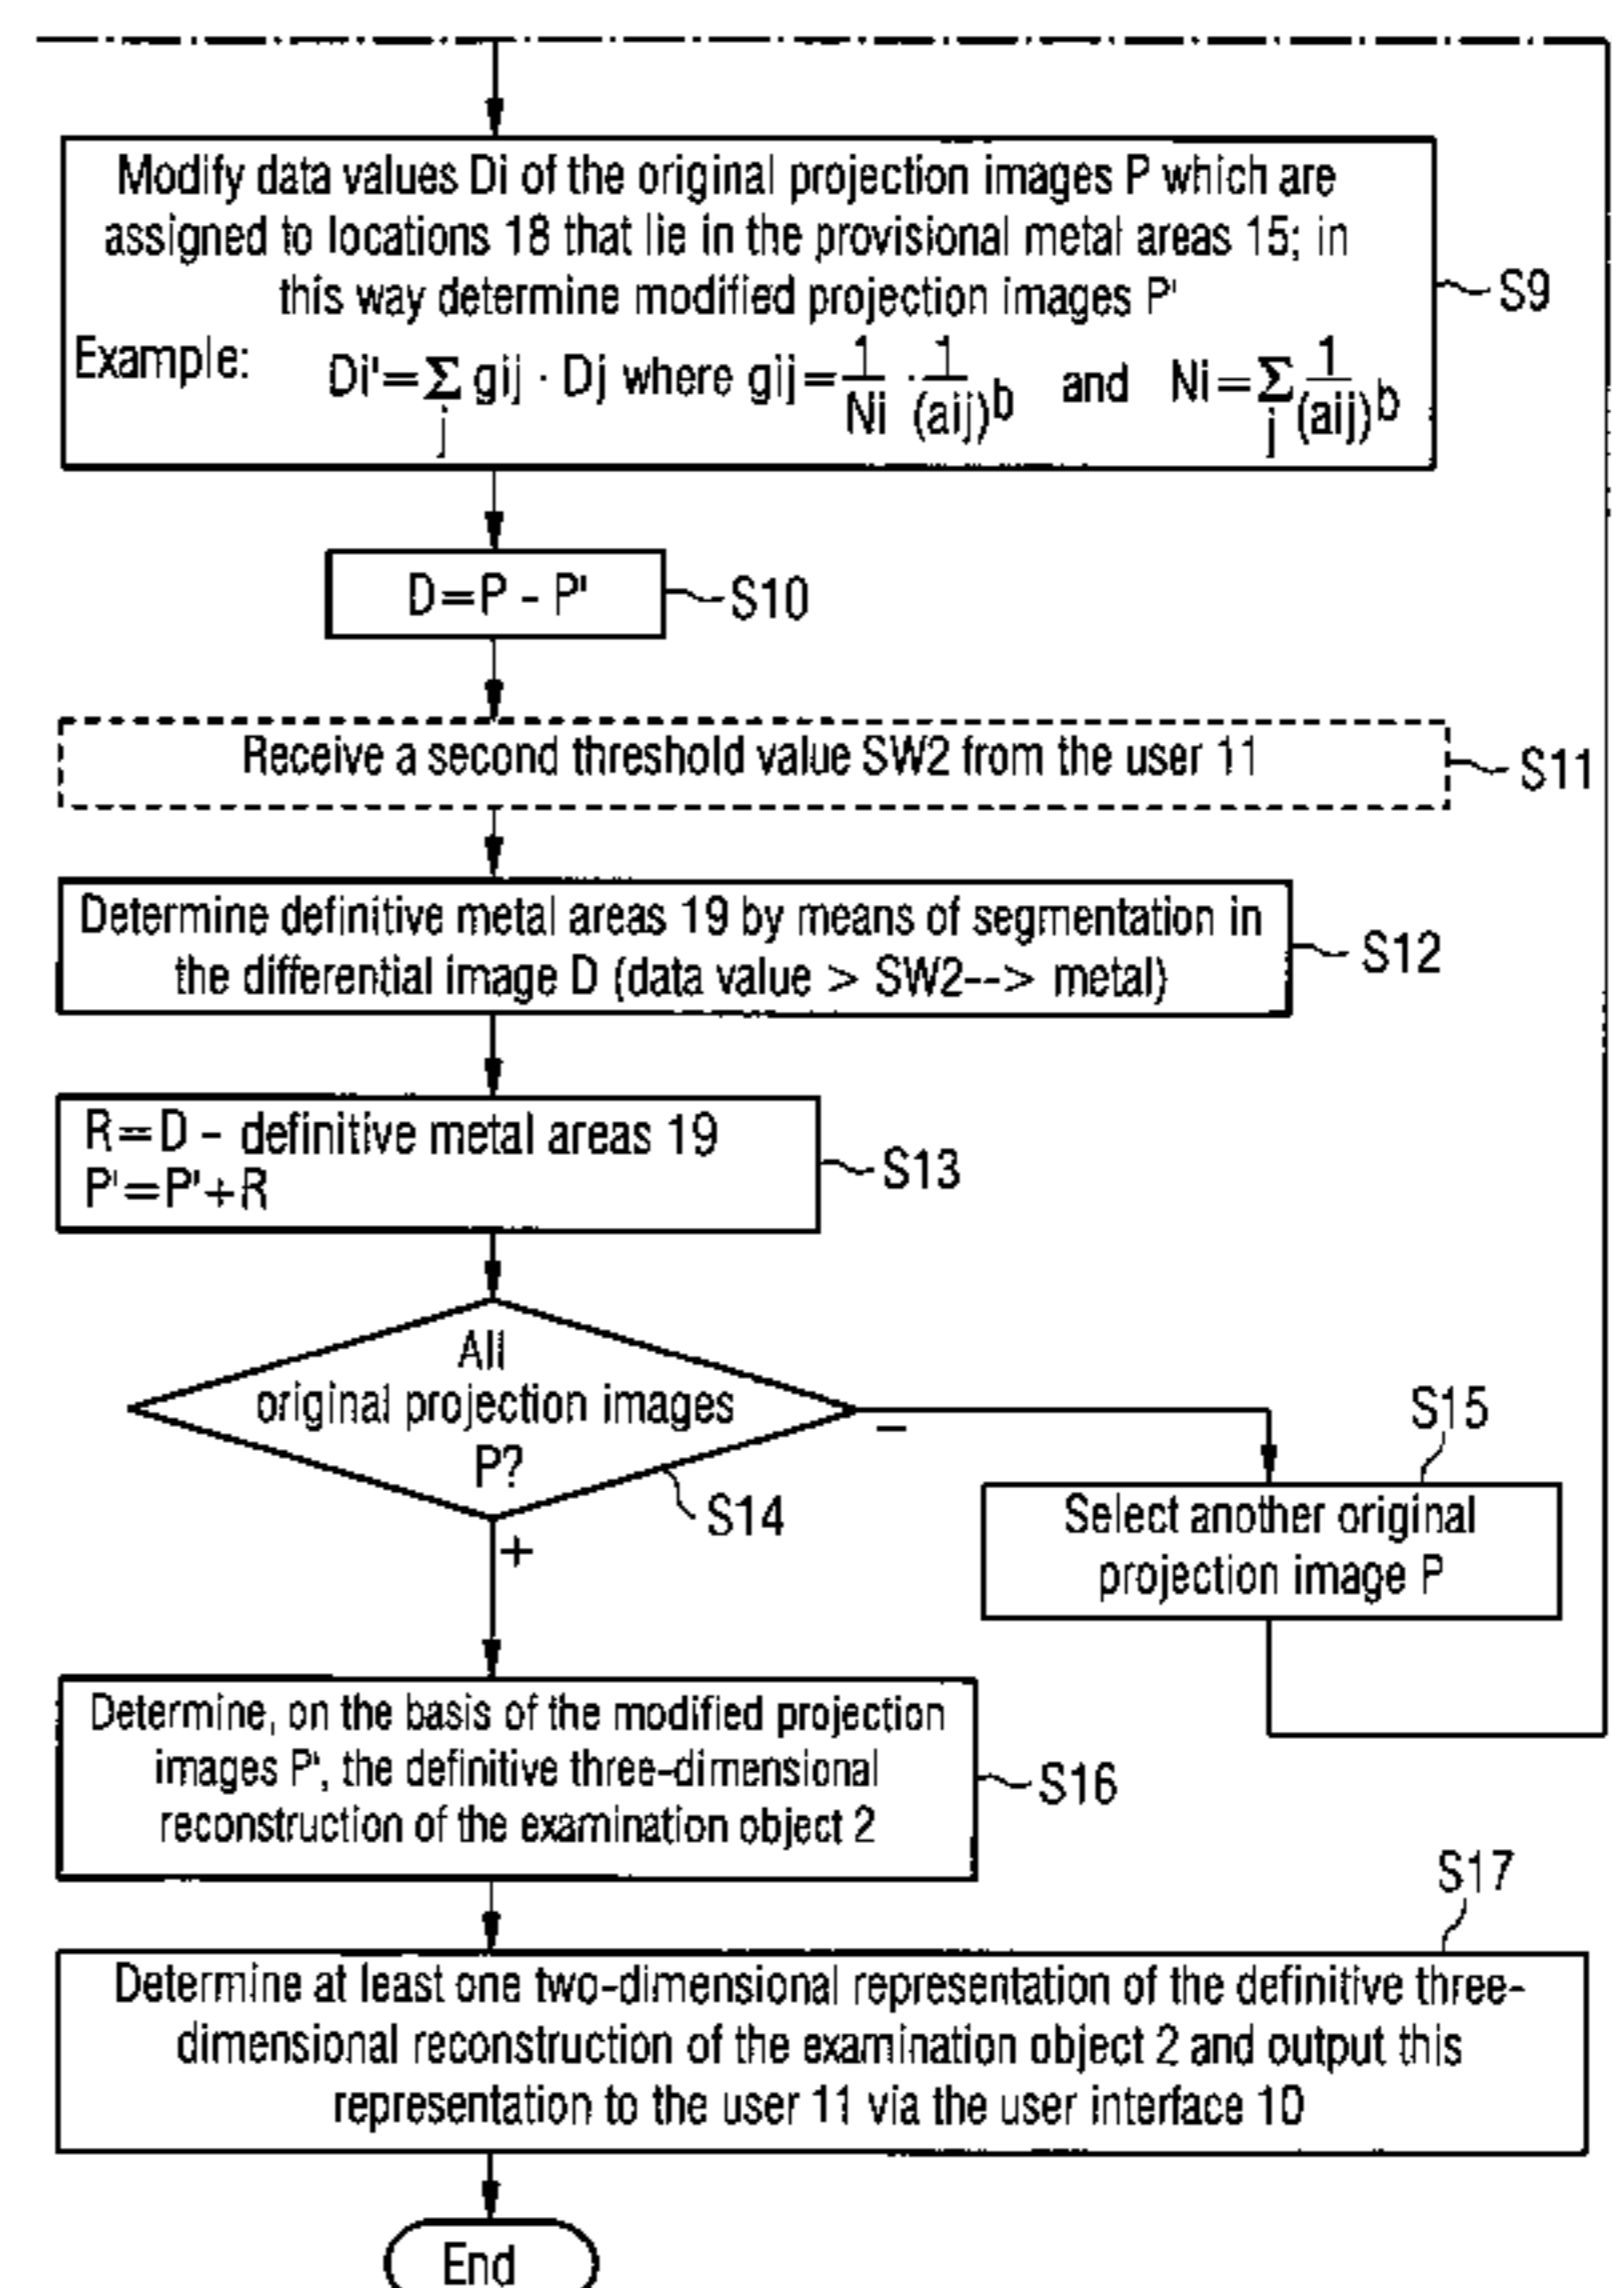 Modify data values Di of the original projection images P which are
assigned to locations 18 that lie in the provisional metal areas 15; in
this way determine modified projection images P'
S9
Example: Di'=∑j gij · Dj where gij=1/Ni · 1/(aij)b and Ni=∑j 1/(aij)b
D=P - P'
S10
Receive a second threshold value SW2 from the user 11
S11
Determine definitive metal areas 19 by means of segmentation in
the differential image D (data value > SW2--> metal)
S12
R=D - definitive metal areas 19
P'=P'+R
S13
All
original projection images
P?
S14
−
+
S15
Select another original
projection image P
Determine, on the basis of the modified projection
images P', the definitive three-dimensional
reconstruction of the examination object 2
S16
S17
Determine at least one two-dimensional representation of the definitive three-
dimensional reconstruction of the examination object 2 and output this
representation to the user 11 via the user interface 10
End